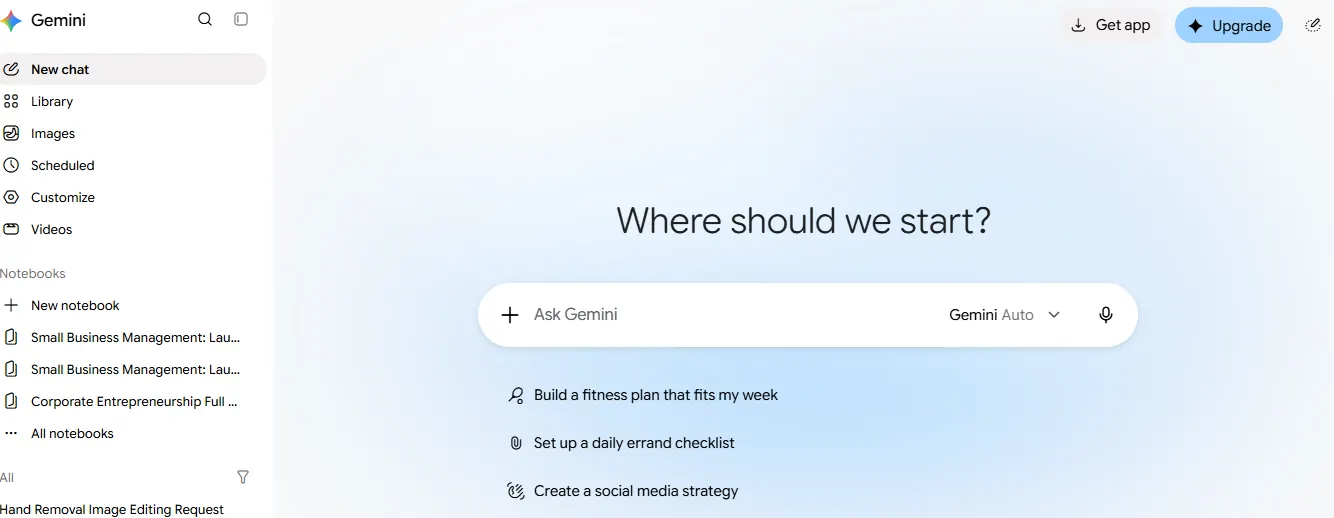 Gemini
New chat
Library
Images
Scheduled
Customize
Videos
Notebooks
New notebook
Small Business Management: Lau...
Small Business Management: Lau...
Corporate Entrepreneurship Full ...
All notebooks
All
Hand Removal Image Editing Request
Get app
Upgrade
Where should we start?
Ask Gemini
Gemini Auto
Build a fitness plan that fits my week
Set up a daily errand checklist
Create a social media strategy